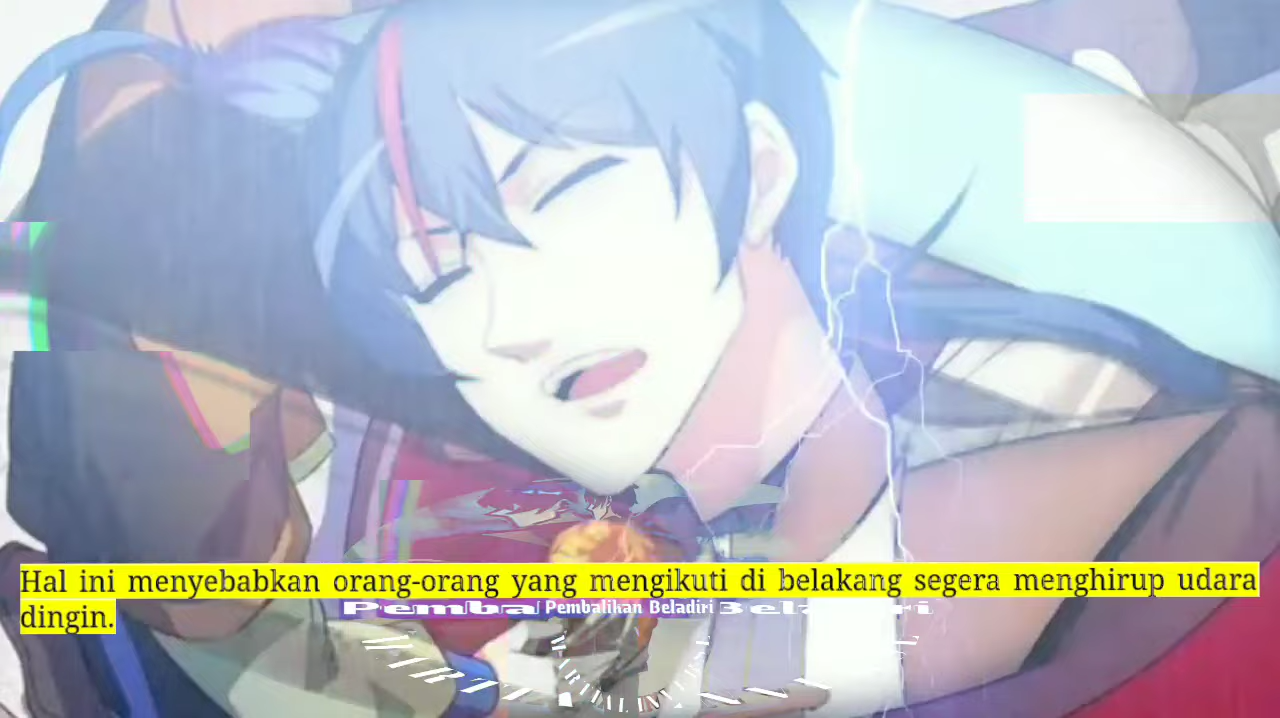 Hal ini menyebabkan orang-orang yang mengikuti di belakang segera menghirup udara
dingin.
Pembalikan Beladiri